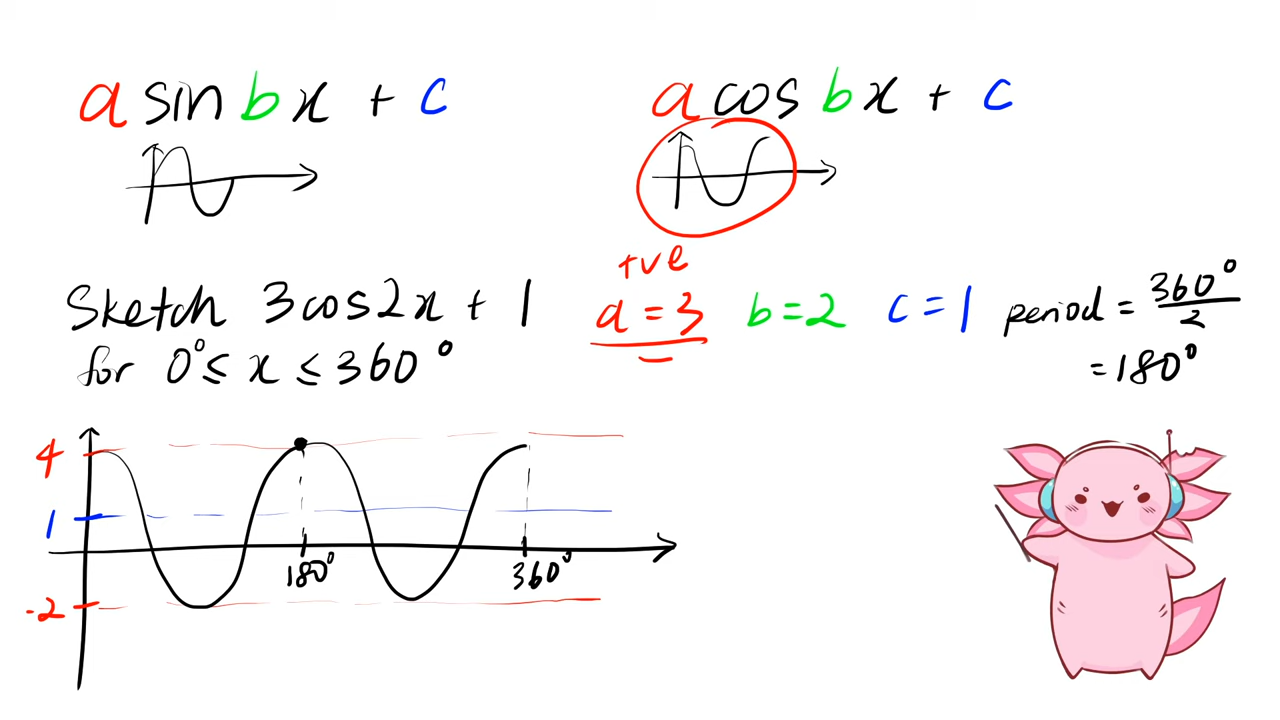 a sin bx + c
a cos bx + c
Sketch 3cos2x + 1
for 0° ≤ x ≤ 360°
+ve
a = 3
b = 2
c = 1
period = 360°/2
= 180°
4
1
-2
180°
360°